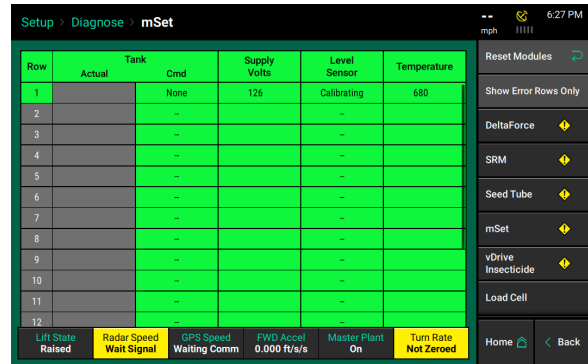 Setup > Diagnose > mSet
-- 6:27 PM
mph
Row Tank Supply Volts Level Sensor Temperature
Actual Cmd
1 None 126 Calibrating 680
2 -- --
3 -- --
4 -- --
5 -- --
6 -- --
7 -- --
8 -- --
9 -- --
10 -- --
11 -- --
12
Lift State Radar Speed GPS Speed FWD Accel Master Plant Turn Rate
Raised Wait Signal Waiting Comm 0.000 ft/s/s On Not Zeroed
Reset Modules
Show Error Rows Only
DeltaForce
SRM
Seed Tube
mSet
vDrive
Insecticide
Load Cell
Home < Back